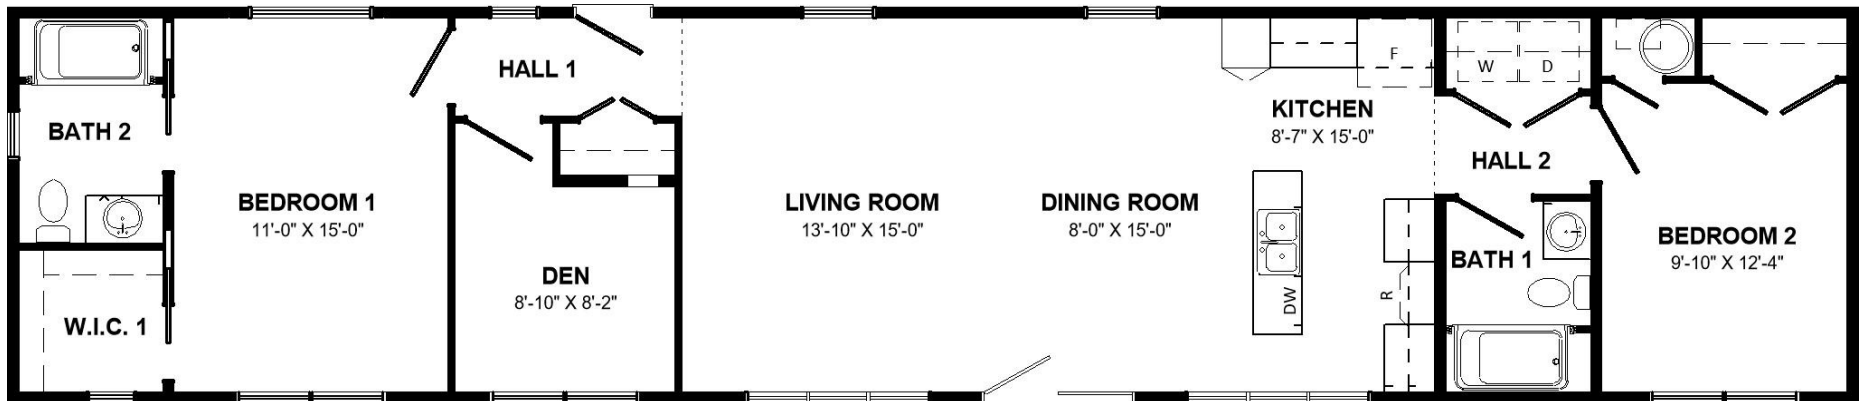 BATH 2
W.I.C. 1
BEDROOM 1
11'-0" X 15'-0"
HALL 1
DEN
8'-10" X 8'-2"
LIVING ROOM
13'-10" X 15'-0"
DINING ROOM
8'-0" X 15'-0"
KITCHEN
8'-7" X 15'-0"
F
DW
R
W
D
HALL 2
BATH 1
BEDROOM 2
9'-10" X 12'-4"